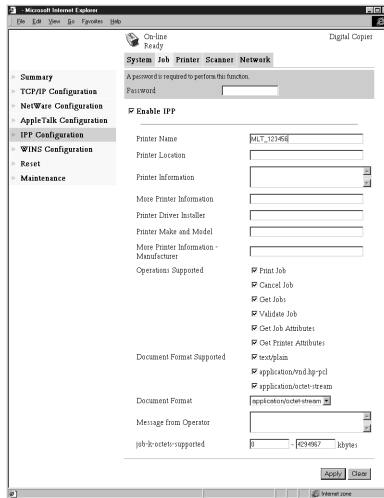 - Microsoft Internet Explorer
File Edit View Go Favorites Help
On-line
Ready
Digital Copier
System Job Printer Scanner Network
Summary
TCP/IP Configuration
NetWare Configuration
AppleTalk Configuration
IPP Configuration
WINS Configuration
Reset
Maintenance
A password is required to perform this function.
Password
Enable IPP
Printer Name MLT_123456
Printer Location
Printer Information
More Printer Information
Printer Driver Installer
Printer Make and Model
More Printer Information -
Manufacturer
Operations Supported Print Job
Cancel Job
Get Jobs
Validate Job
Get Job Attributes
Get Printer Attributes
Document Format Supported text/plain
application/vnd.hp-pcl
application/octet-stream
Document Format application/octet-stream
Message from Operator
job-k-octets-supported 0 - 4294967 kbytes
Apply Clear
Internet zone